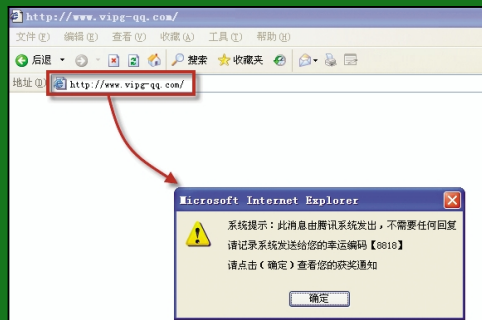 http://www.vipg-qq.com/
文件(F) 编辑(E) 查看(V) 收藏(A) 工具(T) 帮助(H)
后退 搜索 收藏夹
地址(D) http://www.vipg-qq.com/
Microsoft Internet Explorer
系统提示：此消息由腾讯系统发出，不需要任何回复
请记录系统发送给您的幸运编码【8818】
请点击（确定）查看您的获奖通知
确定